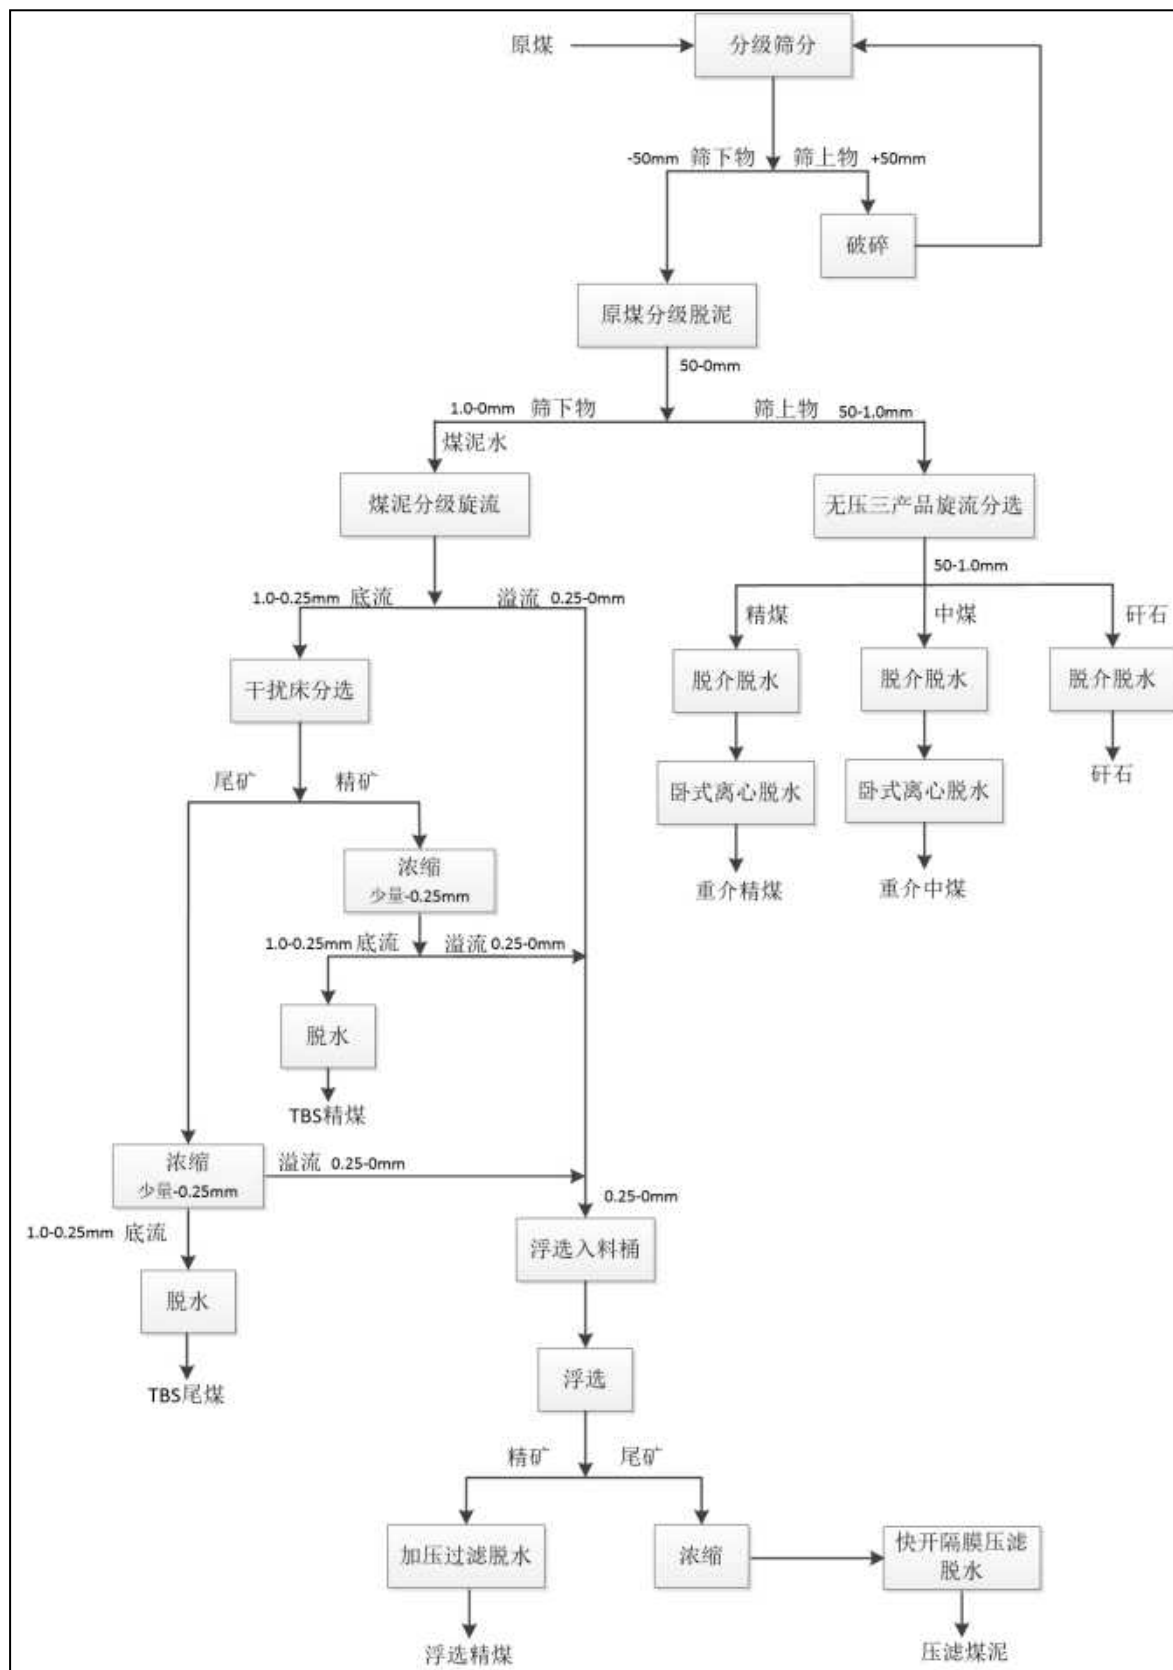 原煤
分级筛分
-50mm 筛下物 筛上物 +50mm
破碎
原煤分级脱泥
50-0mm
1.0-0mm 筛下物 筛上物 50-1.0mm
煤泥水
煤泥分级旋流
无压三产品旋流分选
50-1.0mm
1.0-0.25mm 底流 溢流 0.25-0mm
精煤 中煤 矸石
干扰床分选
脱介脱水 脱介脱水 脱介脱水
尾矿 精矿
卧式离心脱水 卧式离心脱水
矸石
浓缩
少量-0.25mm
重介精煤 重介中煤
1.0-0.25mm 底流 溢流 0.25-0mm
脱水
TBS精煤
浓缩
少量-0.25mm
溢流 0.25-0mm
0.25-0mm
1.0-0.25mm 底流
浮选入料桶
脱水
TBS尾煤
浮选
精矿 尾矿
加压过滤脱水
浓缩
快开隔膜压滤
脱水
浮选精煤
压滤煤泥